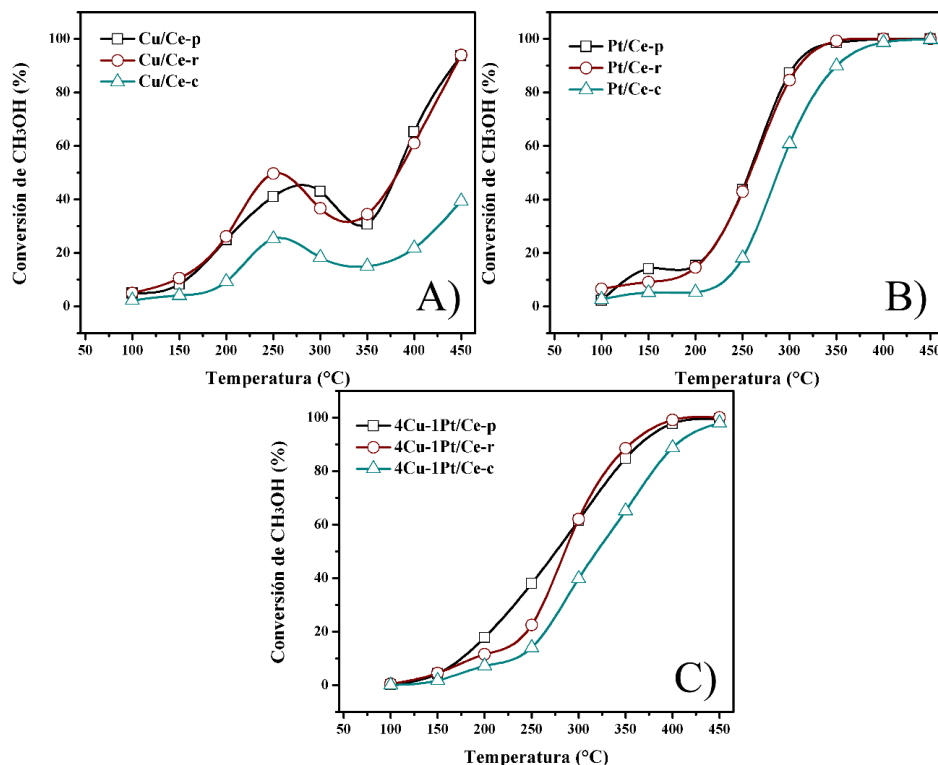 Conversión de CH3OH (%)
100
80
60
40
20
0
Cu/Ce-p
Cu/Ce-r
Cu/Ce-c
A)
50 100 150 200 250 300 350 400 450
Temperatura (°C)
Conversión de CH3OH (%)
100
80
60
40
20
0
Pt/Ce-p
Pt/Ce-r
Pt/Ce-c
B)
50 100 150 200 250 300 350 400 450
Temperatura (°C)
Conversión de CH3OH (%)
100
80
60
40
20
0
4Cu-1Pt/Ce-p
4Cu-1Pt/Ce-r
4Cu-1Pt/Ce-c
C)
50 100 150 200 250 300 350 400 450
Temperatura (°C)